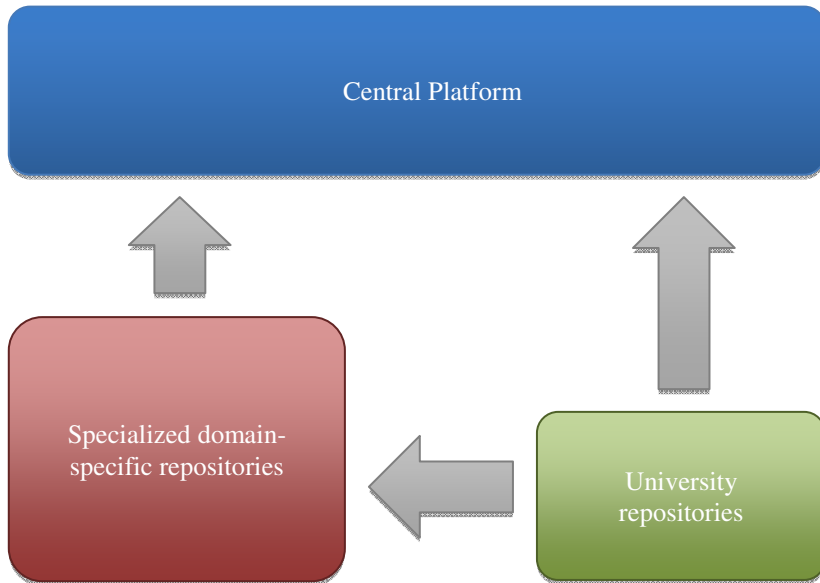 Central Platform
Specialized domain-
specific repositories
University
repositories